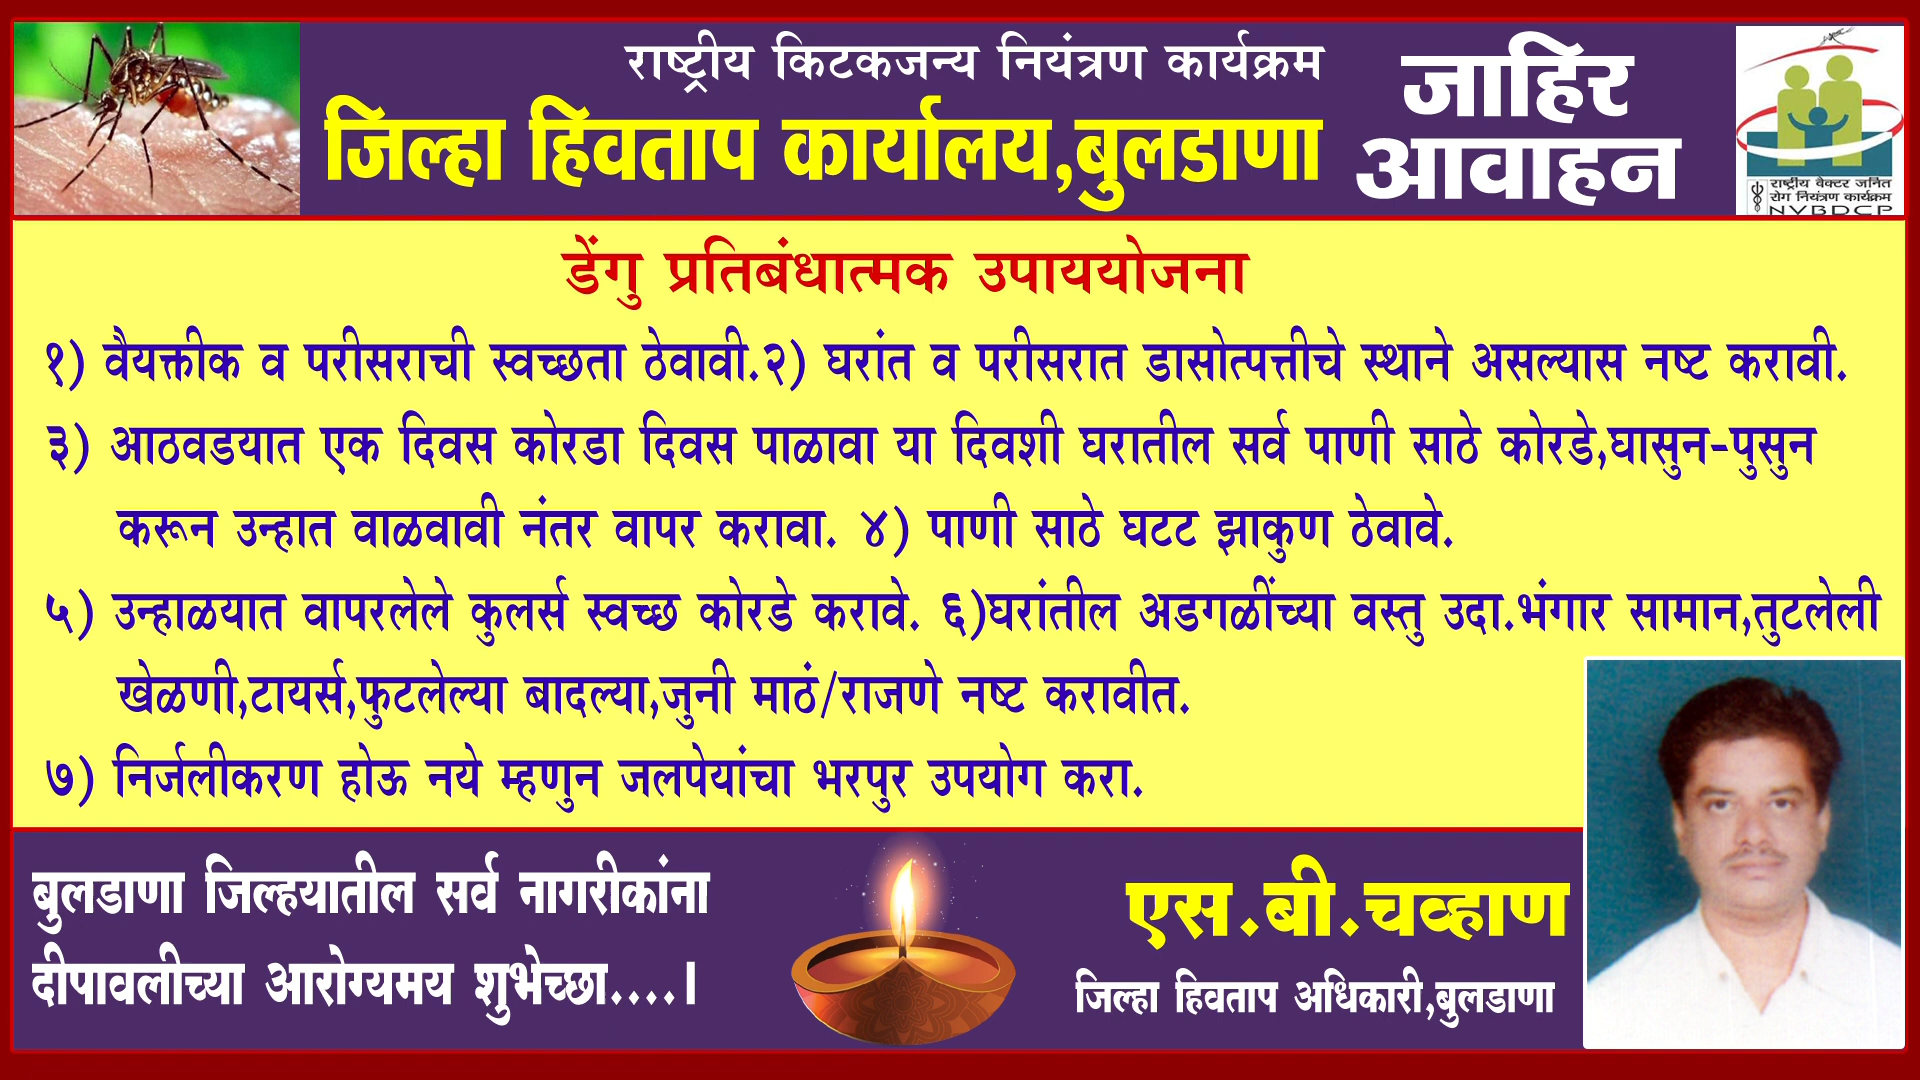 राष्ट्रीय किटकजन्य नियंत्रण कार्यक्रम
जिल्हा हिवताप कार्यालय,बुलडाणा
जाहिर
आवाहन
राष्ट्रीय वेक्टर जनित
रोग नियंत्रण कार्यक्रम
NVBDCP
डेंगु प्रतिबंधात्मक उपाययोजना
१) वैयक्तीक व परीसराची स्वच्छता ठेवावी.२) घरांत व परीसरात डासोत्पत्तीचे स्थाने असल्यास नष्ट करावी.
३) आठवडयात एक दिवस कोरडा दिवस पाळावा या दिवशी घरातील सर्व पाणी साठे कोरडे,घासुन-पुसुन
करून उन्हात वाळवावी नंतर वापर करावा. ४) पाणी साठे घटट झाकुण ठेवावे.
५) उन्हाळयात वापरलेले कुलर्स स्वच्छ कोरडे करावे. ६)घरांतील अडगळींच्या वस्तु उदा.भंगार सामान,तुटलेली
खेळणी,टायर्स,फुटलेल्या बादल्या,जुनी माठं/राजणे नष्ट करावीत.
७) निर्जलीकरण होऊ नये म्हणुन जलपेयांचा भरपुर उपयोग करा.
बुलडाणा जिल्हयातील सर्व नागरीकांना
दीपावलीच्या आरोग्यमय शुभेच्छा....।
एस.बी.चव्हाण
जिल्हा हिवताप अधिकारी,बुलडाणा